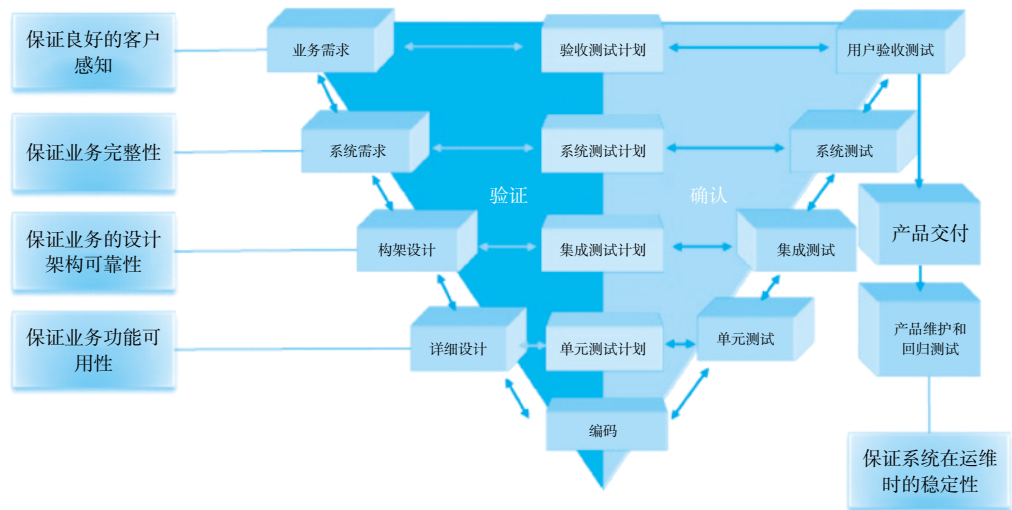 保证良好的客户
感知
业务需求
验收测试计划
用户验收测试
保证业务完整性
系统需求
系统测试计划
系统测试
验证
确认
保证业务的设计
架构可靠性
构架设计
集成测试计划
集成测试
产品交付
保证业务功能可
用性
详细设计
单元测试计划
单元测试
产品维护和
回归测试
编码
保证系统在运维
时的稳定性